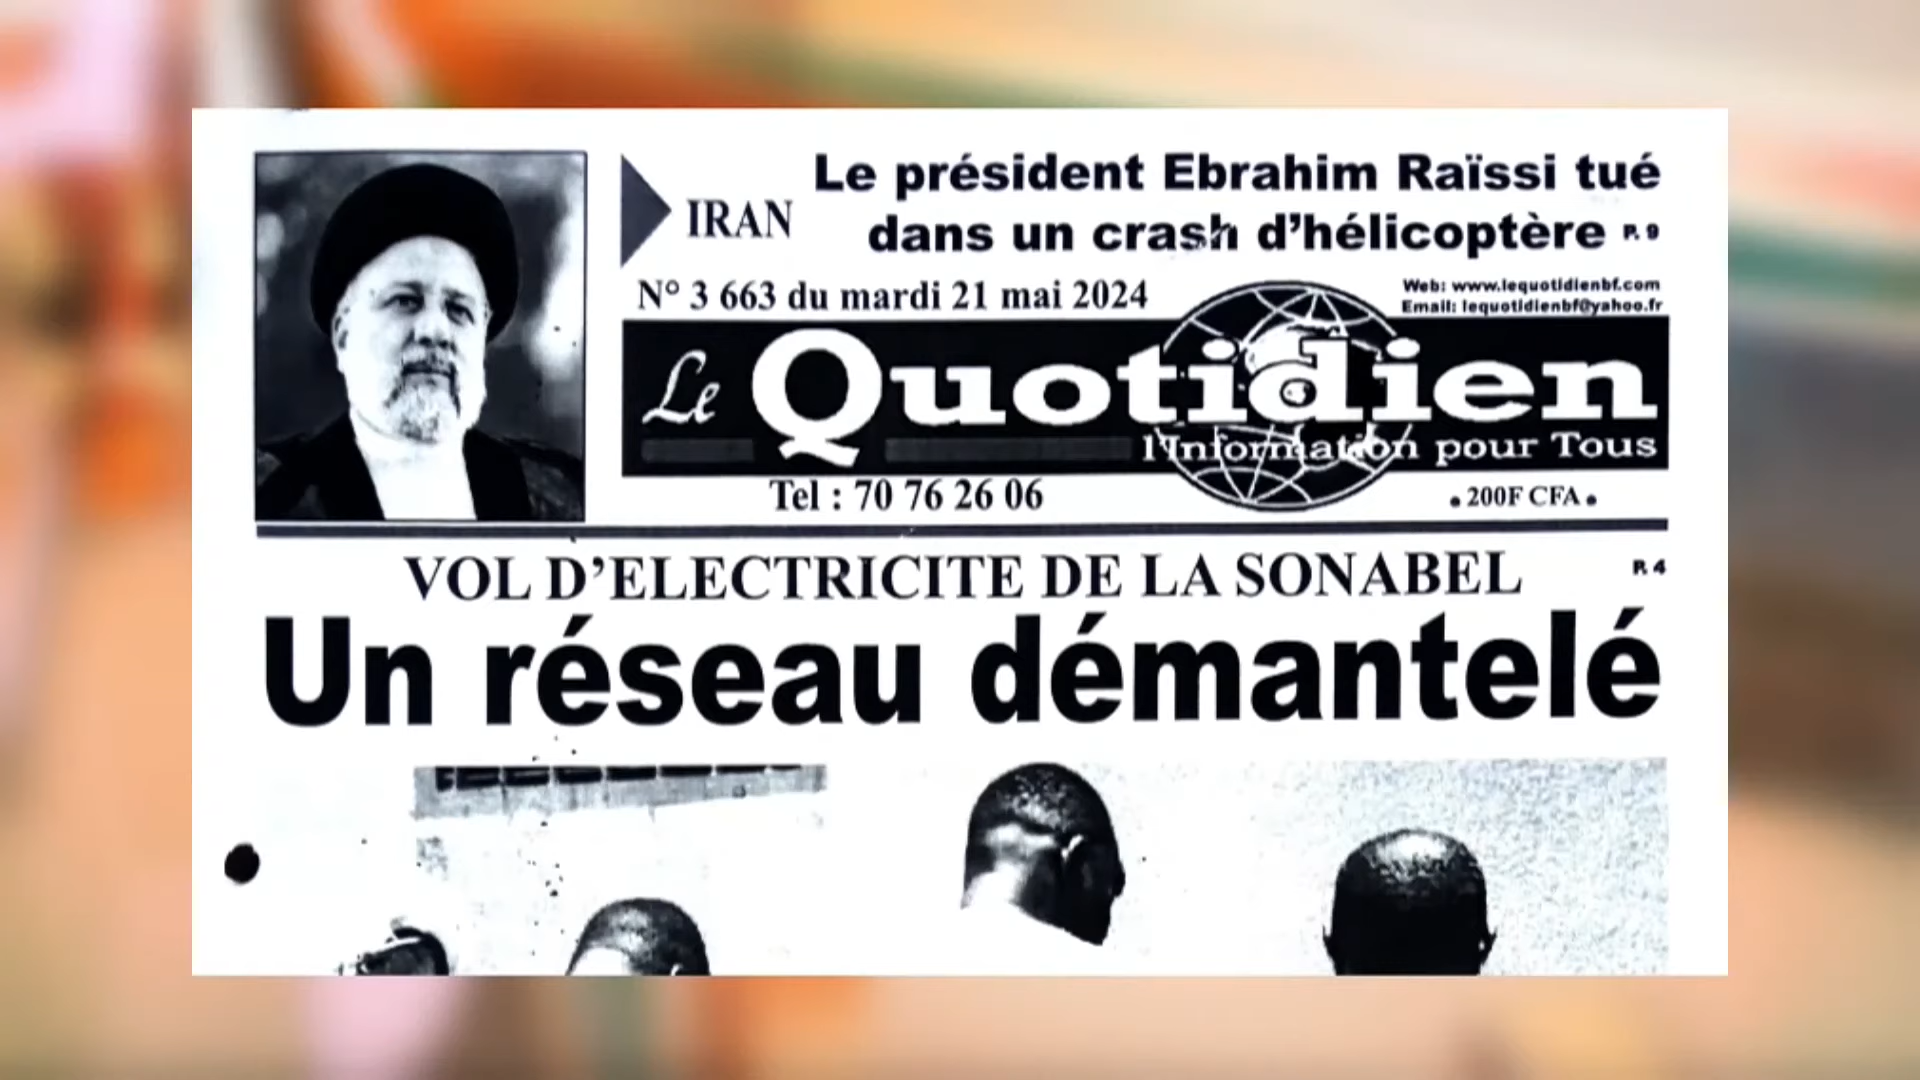 IRAN
Le président Ebrahim Raïssi tué
dans un crash d'hélicoptère P. 9
N° 3 663 du mardi 21 mai 2024
Web: www.lequotidienbf.com
Email: lequotidienbf@yahoo.fr
Le Quotidien
l'Information pour Tous
Tel : 70 76 26 06
• 200F CFA •
VOL D'ELECTRICITE DE LA SONABEL P. 4
Un réseau démantelé